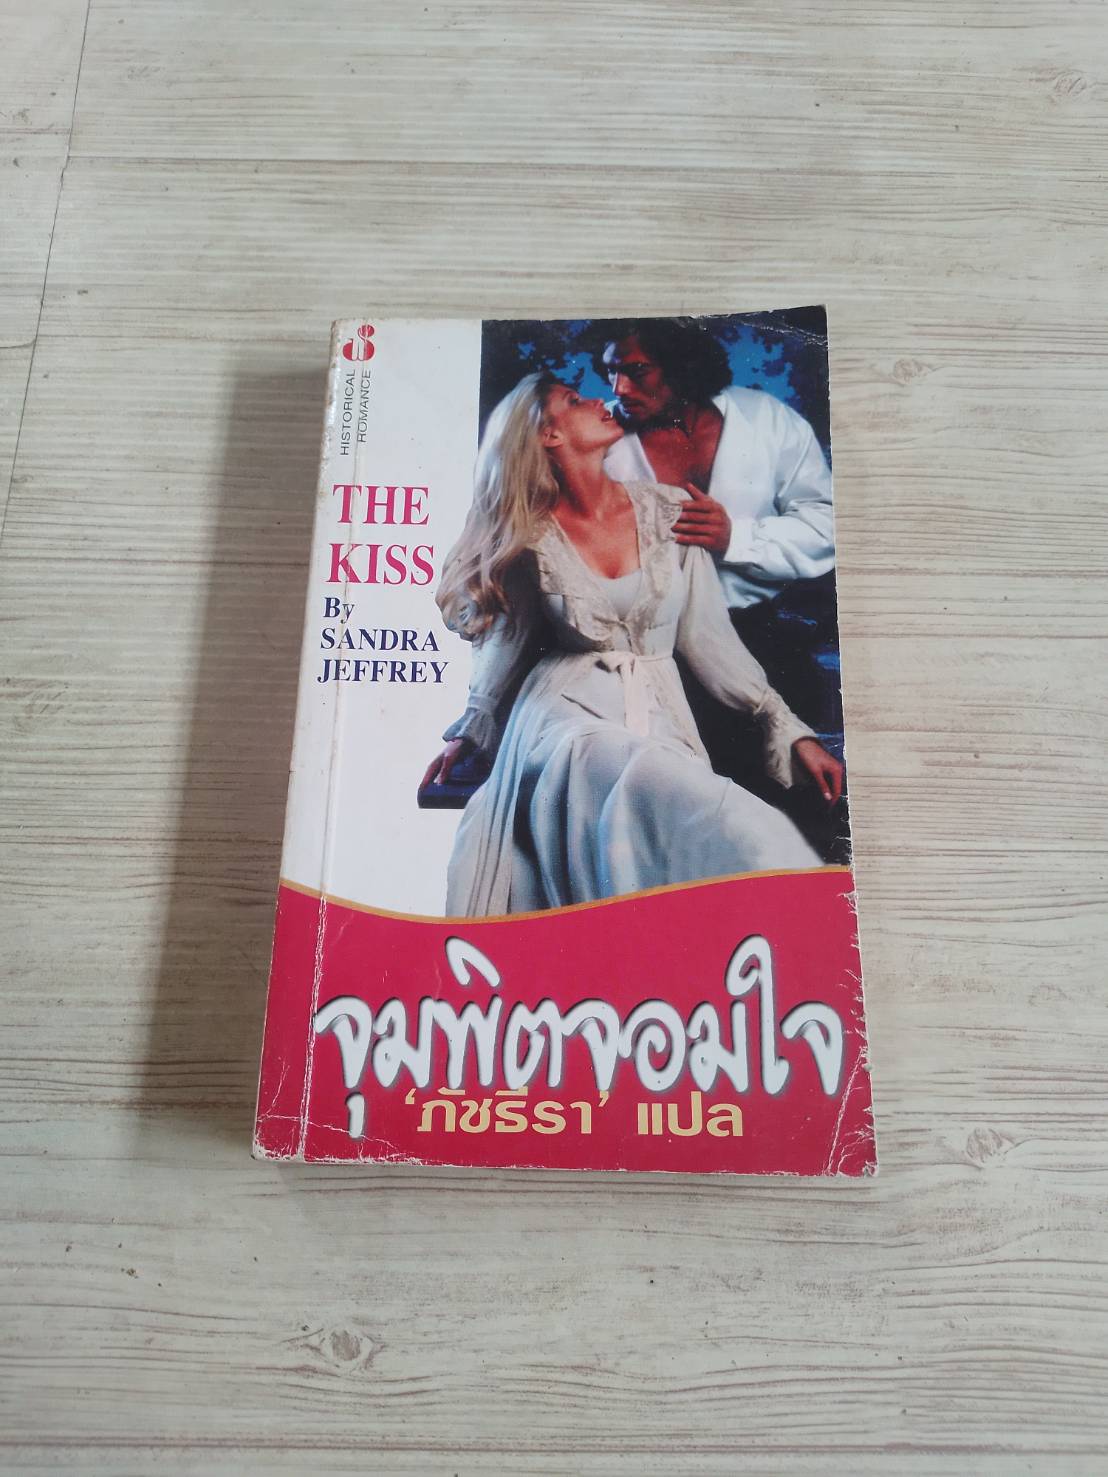 HISTORICAL
ROMANCE
THE
KISS
By
SANDRA
JEFFREY
จุมพิตจอมใจ
‘ภัชธีรา’ แปล